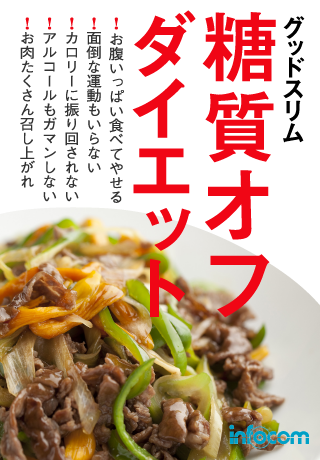 グッドスリム
糖質オフ
ダイエット
！お腹いっぱい食べてやせる
！面倒な運動もいらない
！カロリーに振り回されない
！アルコールもガマンしない
！お肉たくさん召し上がれ
infocom